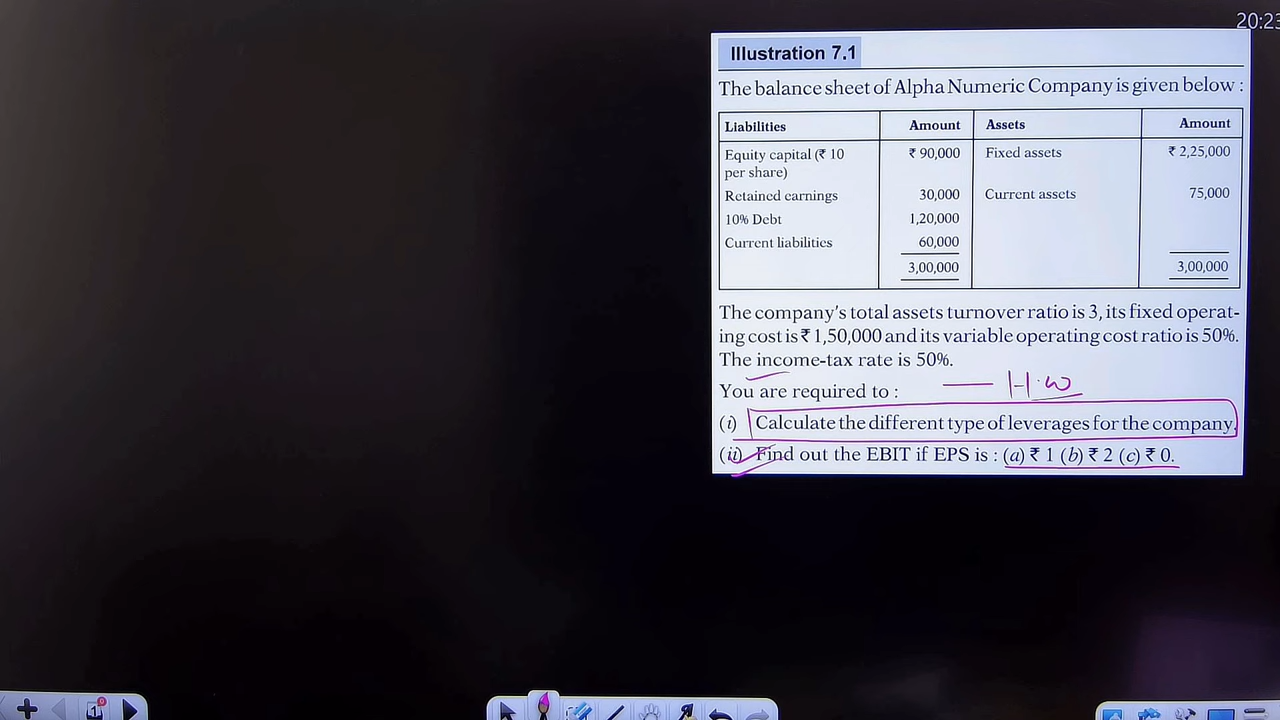 20:23
Illustration 7.1
The balance sheet of Alpha Numeric Company is given below :
Liabilities Amount Assets Amount
Equity capital (₹ 10 per share) ₹ 90,000 Fixed assets ₹ 2,25,000
Retained earnings 30,000 Current assets 75,000
10% Debt 1,20,000
Current liabilities 60,000
3,00,000 3,00,000
The company's total assets turnover ratio is 3, its fixed operat-
ing cost is ₹ 1,50,000 and its variable operating cost ratio is 50%.
The income-tax rate is 50%.
You are required to : — H.W
(i) Calculate the different type of leverages for the company.
(ii) Find out the EBIT if EPS is : (a) ₹ 1 (b) ₹ 2 (c) ₹ 0.
1